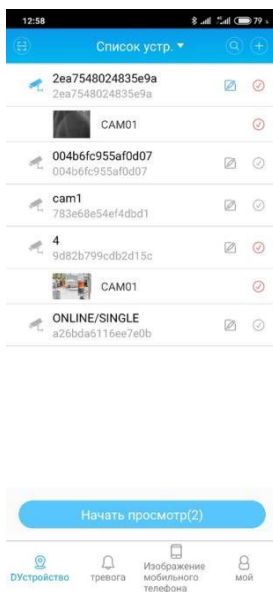 12:58 79
Список устр. ▼
2ea7548024835e9a
2ea7548024835e9a
CAM01
004b6fc955af0d07
004b6fc955af0d07
cam1
783e68e54ef4dbd1
4
9d82b799cdb2d15c
CAM01
ONLINE/SINGLE
a26bda6116ee7e0b
Начать просмотр(2)
DУстройство
тревога
Изображение
мобильного
телефона
мой